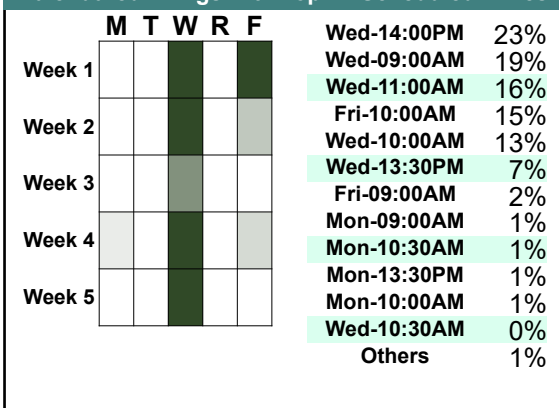 M T W R F
Week 1
Week 2
Week 3
Week 4
Week 5
Wed-14:00PM 23%
Wed-09:00AM 19%
Wed-11:00AM 16%
Fri-10:00AM 15%
Wed-10:00AM 13%
Wed-13:30PM 7%
Fri-09:00AM 2%
Mon-09:00AM 1%
Mon-10:30AM 1%
Mon-13:30PM 1%
Mon-10:00AM 1%
Wed-10:30AM 0%
Others 1%